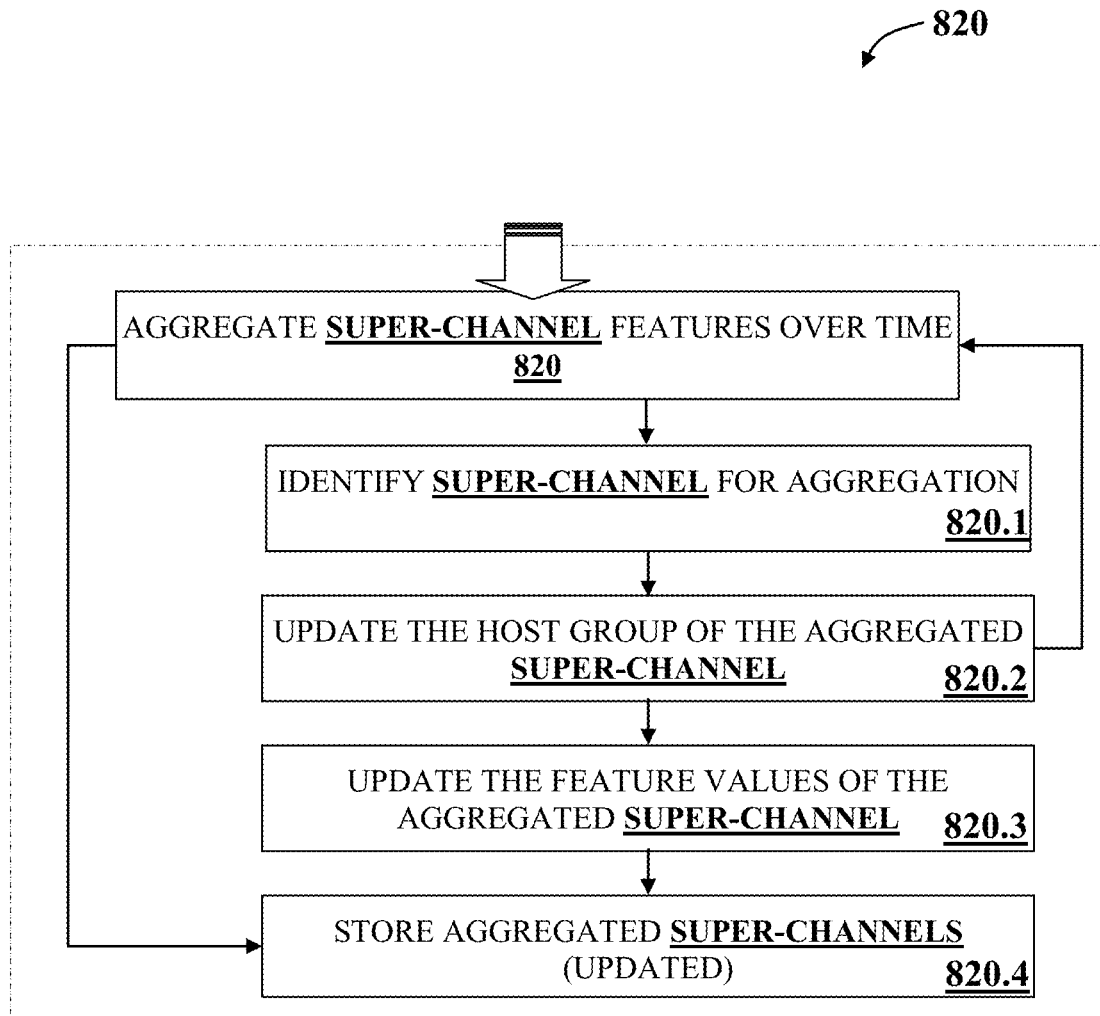 820
AGGREGATE SUPER-CHANNEL FEATURES OVER TIME
820
IDENTIFY SUPER-CHANNEL FOR AGGREGATION
820.1
UPDATE THE HOST GROUP OF THE AGGREGATED
SUPER-CHANNEL
820.2
UPDATE THE FEATURE VALUES OF THE
AGGREGATED SUPER-CHANNEL
820.3
STORE AGGREGATED SUPER-CHANNELS
(UPDATED)
820.4